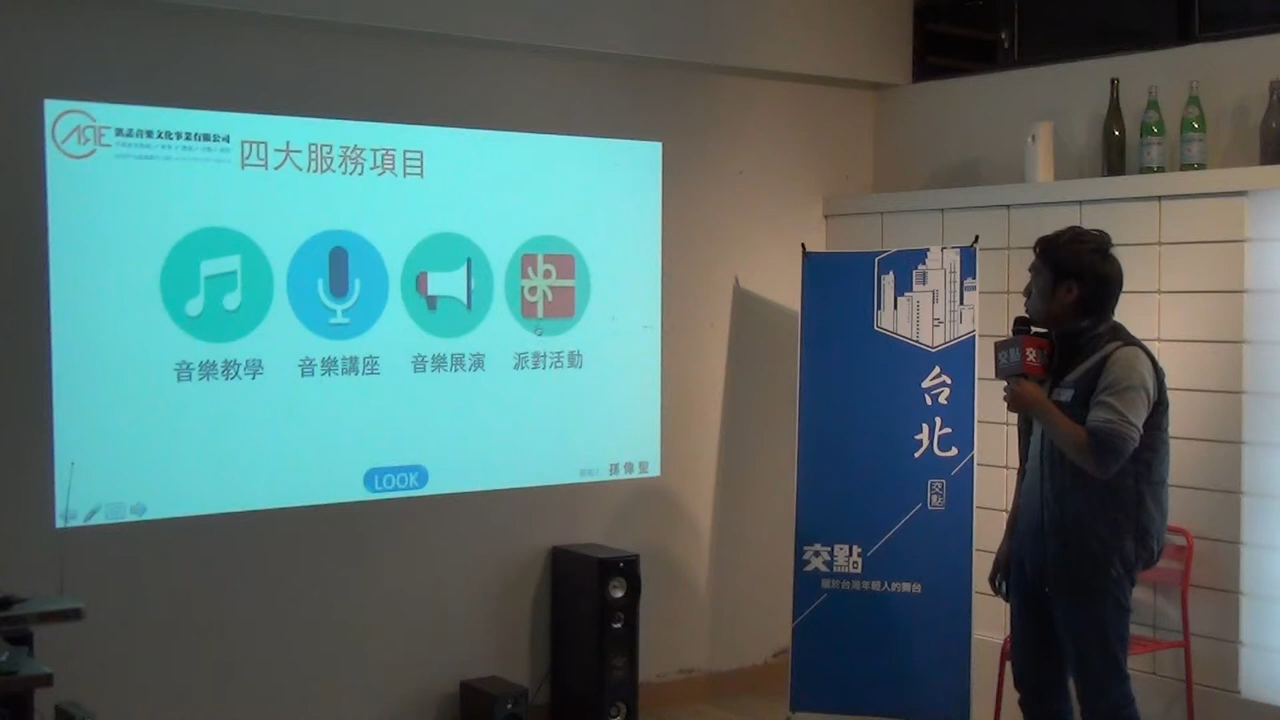 CARE
凱諾音樂文化事業有限公司
四大服務項目
音樂教學
音樂講座
音樂展演
派對活動
LOOK
孫偉聖
台北
交點
交點
屬於台灣年輕人的舞台
交點
交